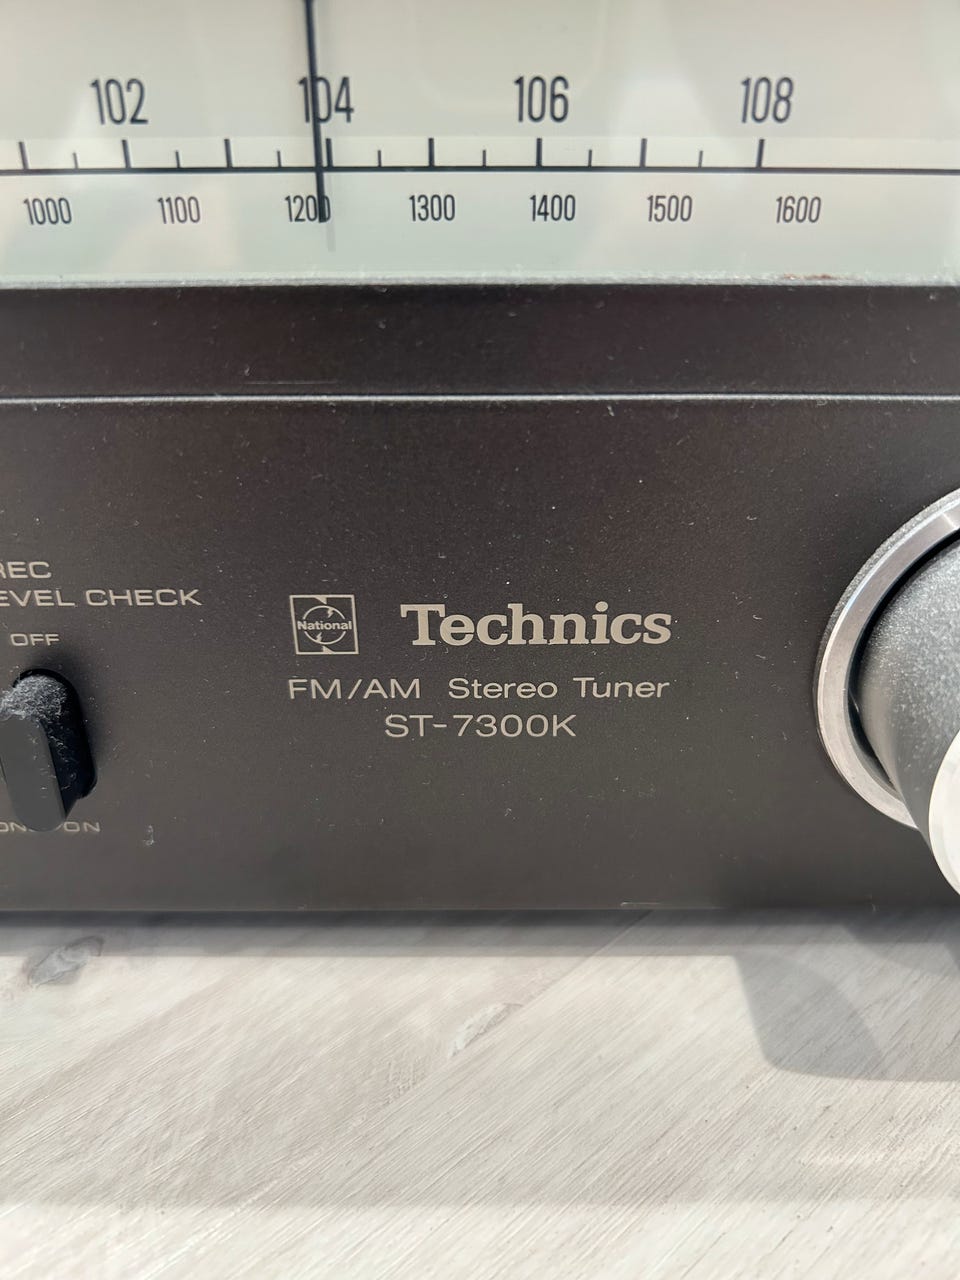 102 104 106 108
1000 1100 1200 1300 1400 1500 1600
REC
LEVEL CHECK
OFF
ON
National
Technics
FM/AM Stereo Tuner
ST-7300K